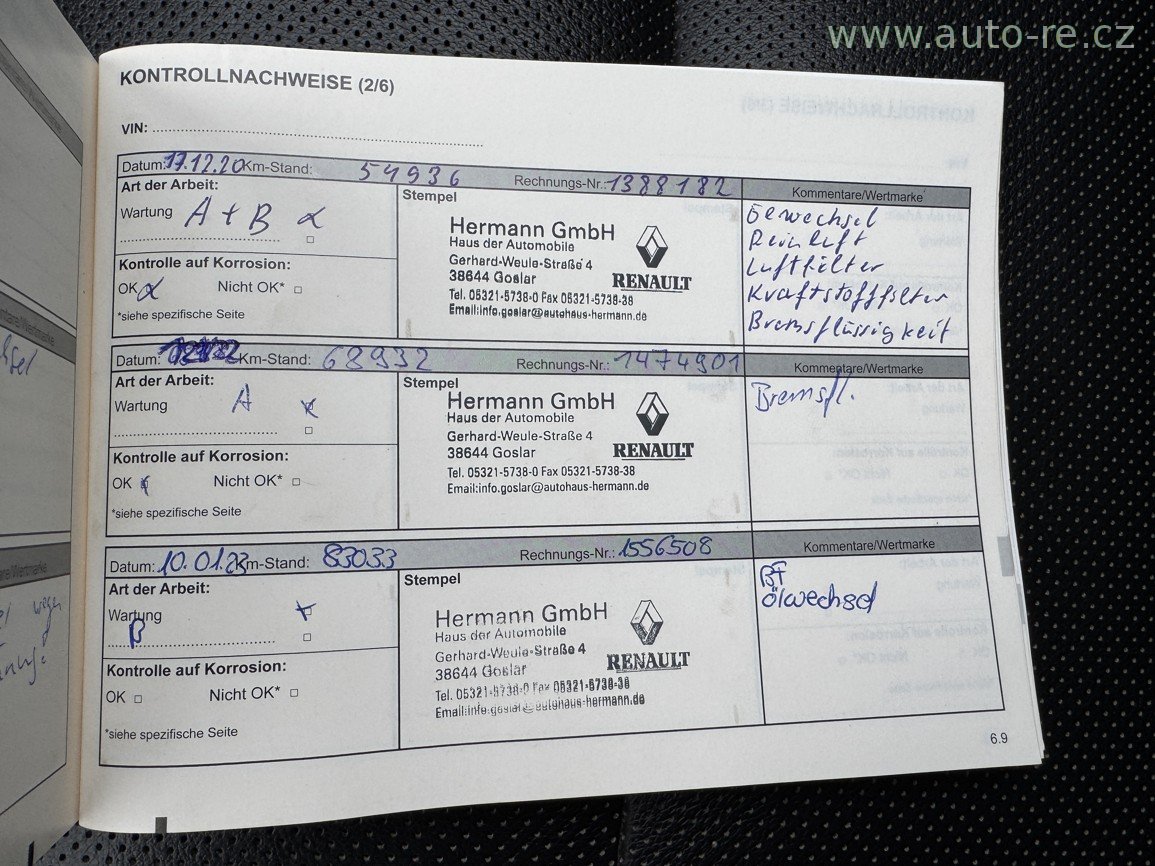 www.auto-re.cz
KONTROLLNACHWEISE (2/6)
VIN:
Datum: 17.12.20 Km-Stand: 54936 Rechnungs-Nr.: 1388182 Kommentare/Wertmarke
Art der Arbeit:
Wartung A + B
Kontrolle auf Korrosion:
OK Nicht OK* □
*siehe spezifische Seite
Stempel
Hermann GmbH
Haus der Automobile
Gerhard-Weule-Straße 4
38644 Goslar
RENAULT
Tel. 05321-5738-0 Fax 05321-5738-38
Email:info.goslar@autohaus-hermann.de
Luftfilter
Kraftstofffilter
Bremsflüssigkeit
Datum: Km-Stand: 68932 Rechnungs-Nr.: 1474901 Kommentare/Wertmarke
Art der Arbeit:
Wartung A
Kontrolle auf Korrosion:
OK Nicht OK* □
*siehe spezifische Seite
Stempel
Hermann GmbH
Haus der Automobile
Gerhard-Weule-Straße 4
38644 Goslar
RENAULT
Tel. 05321-5738-0 Fax 05321-5738-38
Email:info.goslar@autohaus-hermann.de
Bremsfl.
Datum: 10.01.23 Km-Stand: 83033 Rechnungs-Nr.: 1556508 Kommentare/Wertmarke
Art der Arbeit:
Wartung
B
Kontrolle auf Korrosion:
OK □ Nicht OK* □
*siehe spezifische Seite
Stempel
Hermann GmbH
Haus der Automobile
Gerhard-Weule-Straße 4
38644 Goslar
RENAULT
Tel. 05321-5738-0 Fax 05321-5738-38
Email:info.goslar@autohaus-hermann.de
BF
Ölwechsel
6.9